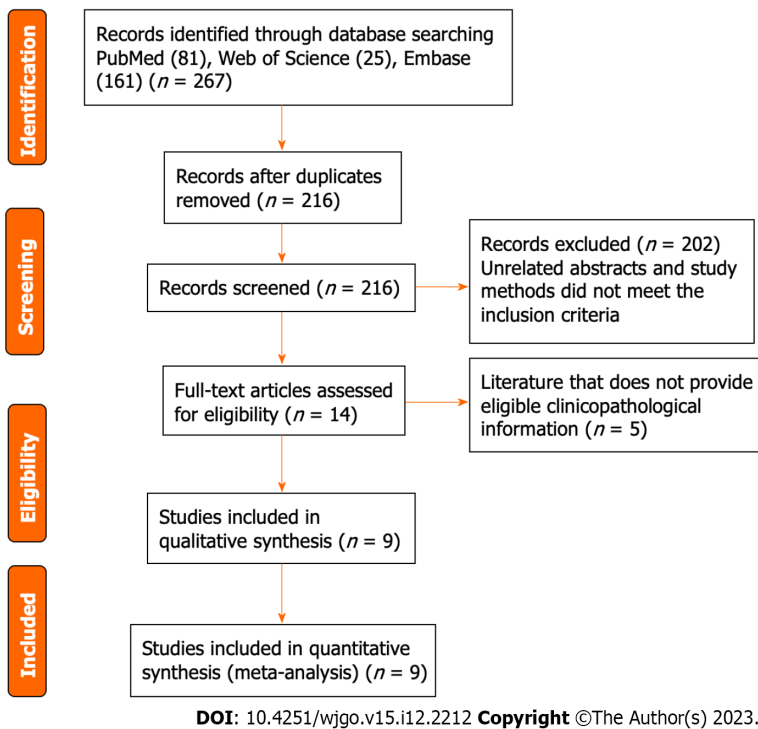 Identification
Records identified through database searching
PubMed (81), Web of Science (25), Embase
(161) (n = 267)
Records after duplicates
removed (n = 216)
Screening
Records screened (n = 216)
Records excluded (n = 202)
Unrelated abstracts and study
methods did not meet the
inclusion criteria
Eligibility
Full-text articles assessed
for eligibility (n = 14)
Literature that does not provide
eligible clinicopathological
information (n = 5)
Studies included in
qualitative synthesis (n = 9)
Included
Studies included in quantitative
synthesis (meta-analysis) (n = 9)
DOI: 10.4251/wjgo.v15.i12.2212 Copyright ©The Author(s) 2023.